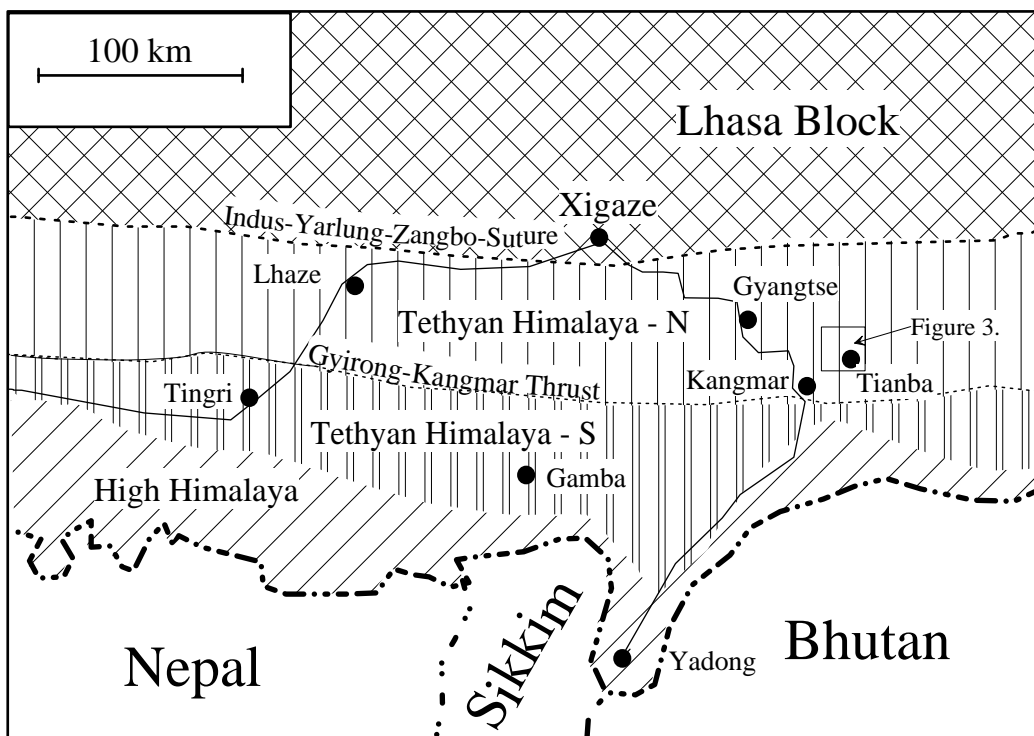 100 km
Lhasa Block
Xigaze
Indus-Yarlung-Zangbo-Suture
Lhaze
Gyangtse
Tethyan Himalaya - N
Figure 3.
Gyirong-Kangmar Thrust
Kangmar
Tianba
Tingri
Tethyan Himalaya - S
Gamba
High Himalaya
Sikkim
Bhutan
Nepal
Yadong